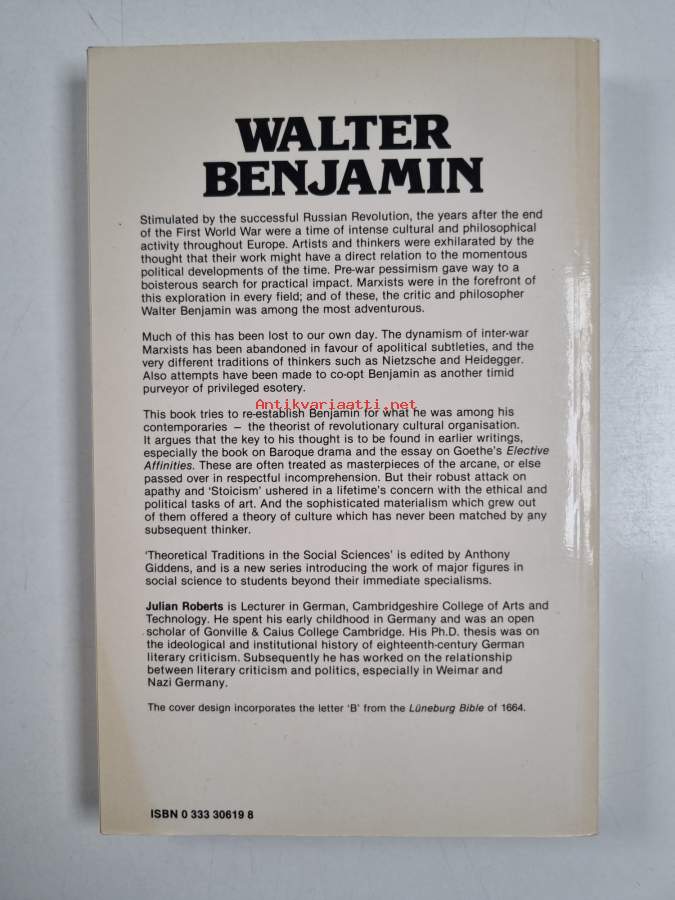 WALTER
BENJAMIN
Stimulated by the successful Russian Revolution, the years after the end
of the First World War were a time of intense cultural and philosophical
activity throughout Europe. Artists and thinkers were exhilarated by the
thought that their work might have a direct relation to the momentous
political developments of the time. Pre-war pessimism gave way to a
boisterous search for practical impact. Marxists were in the forefront of
this exploration in every field; and of these, the critic and philosopher
Walter Benjamin was among the most adventurous.
Much of this has been lost to our own day. The dynamism of inter-war
Marxists has been abandoned in favour of apolitical subtleties, and the
very different traditions of thinkers such as Nietzsche and Heidegger.
Also attempts have been made to co-opt Benjamin as another timid
purveyor of privileged esotery.
Antikvariaatti.net
This book tries to re-establish Benjamin for what he was among his
contemporaries – the theorist of revolutionary cultural organisation.
It argues that the key to his thought is to be found in earlier writings,
especially the book on Baroque drama and the essay on Goethe's Elective
Affinities. These are often treated as masterpieces of the arcane, or else
passed over in respectful incomprehension. But their robust attack on
apathy and 'Stoicism' ushered in a lifetime's concern with the ethical and
political tasks of art. And the sophisticated materialism which grew out
of them offered a theory of culture which has never been matched by any
subsequent thinker.
'Theoretical Traditions in the Social Sciences' is edited by Anthony
Giddens, and is a new series introducing the work of major figures in
social science to students beyond their immediate specialisms.
Julian Roberts is Lecturer in German, Cambridgeshire College of Arts and
Technology. He spent his early childhood in Germany and was an open
scholar of Gonville & Caius College Cambridge. His Ph.D. thesis was on
the ideological and institutional history of eighteenth-century German
literary criticism. Subsequently he has worked on the relationship
between literary criticism and politics, especially in Weimar and
Nazi Germany.
The cover design incorporates the letter 'B' from the Lüneburg Bible of 1664.
ISBN 0 333 30619 8